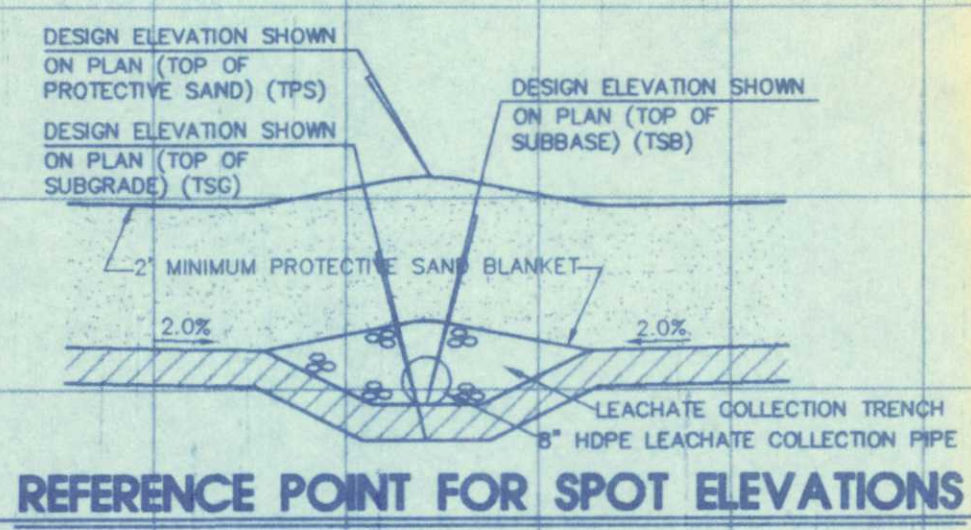 DESIGN ELEVATION SHOWN
ON PLAN (TOP OF
PROTECTIVE SAND) (TPS)
DESIGN ELEVATION SHOWN
ON PLAN (TOP OF
SUBGRADE) (TSG)
DESIGN ELEVATION SHOWN
ON PLAN (TOP OF
SUBBASE) (TSB)
2' MINIMUM PROTECTIVE SAND BLANKET
2.0%
2.0%
LEACHATE COLLECTION TRENCH
8" HDPE LEACHATE COLLECTION PIPE
REFERENCE POINT FOR SPOT ELEVATIONS